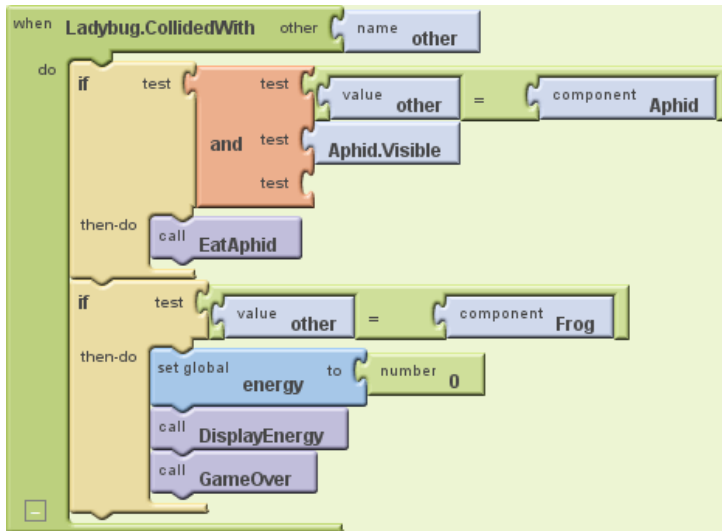 when Ladybug.CollidedWith other name other
do
if test test value other = component Aphid
and test Aphid.Visible
test
then-do call EatAphid
if test value other = component Frog
then-do set global energy to number 0
call DisplayEnergy
call GameOver